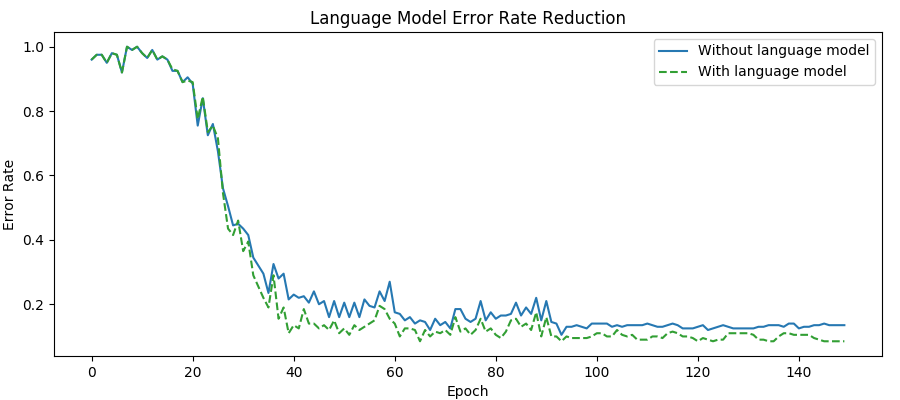 Language Model Error Rate Reduction
Without language model
With language model
Error Rate
1.0
0.8
0.6
0.4
0.2
0 20 40 60 80 100 120 140
Epoch